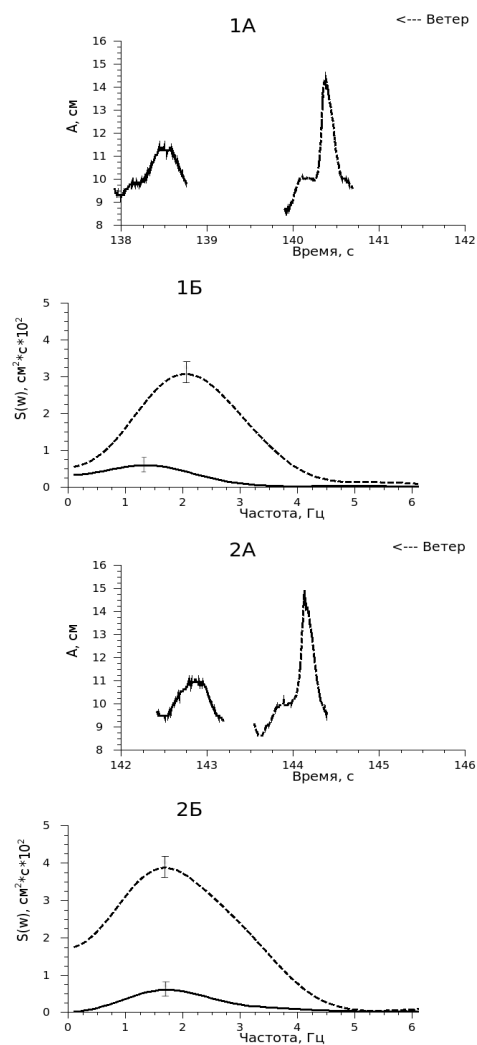 1А
<--- Ветер
А, см
16
15
14
13
12
11
10
9
8
138 139 140 141 142
Время, с
1Б
S(w), см²*с*10²
5
4
3
2
1
0
0 1 2 3 4 5 6
Частота, Гц
2А
<--- Ветер
А, см
16
15
14
13
12
11
10
9
8
142 143 144 145 146
Время, с
2Б
S(w), см²*с*10²
5
4
3
2
1
0
0 1 2 3 4 5 6
Частота, Гц